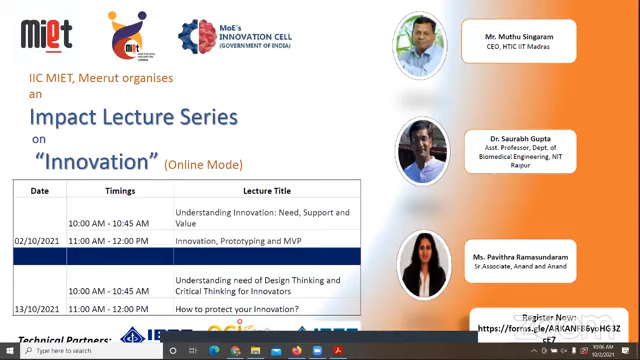 miet
MoE's
INNOVATION CELL
(GOVERNMENT OF INDIA)
IIC MIET, Meerut organises
an
Impact Lecture Series
on
“Innovation” (Online Mode)
Date Timings Lecture Title
10:00 AM - 10:45 AM Understanding Innovation: Need, Support and
Value
02/10/2021 11:00 AM - 12:00 PM Innovation, Prototyping and MVP
10:00 AM - 10:45 AM Understanding need of Design Thinking and
Critical Thinking for Innovators
13/10/2021 11:00 AM - 12:00 PM How to protect your Innovation?
Technical Partners:
Mr. Muthu Singaram
CEO, HTIC IIT Madras
Dr. Saurabh Gupta
Asst. Professor, Dept. of
Biomedical Engineering, NIT
Raipur
Ms. Pavithra Ramasundaram
Sr.Associate, Anand and Anand
Register Now:
zoom
Type here to search
10:06 AM
10/2/2021